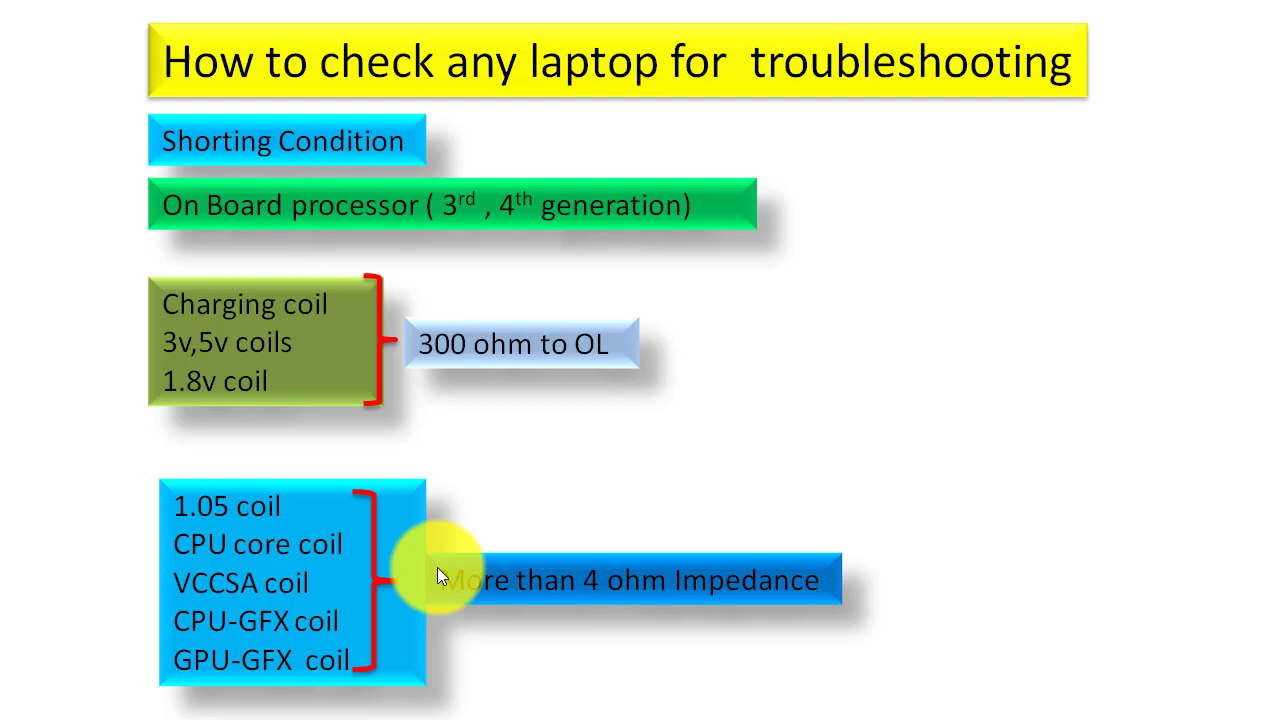 How to check any laptop for  troubleshooting
Shorting Condition
On Board processor ( 3rd , 4th generation)
Charging coil
3v,5v coils
1.8v coil
300 ohm to OL
1.05 coil
CPU core coil
VCCSA coil
CPU-GFX coil
GPU-GFX  coil
More than 4 ohm Impedance